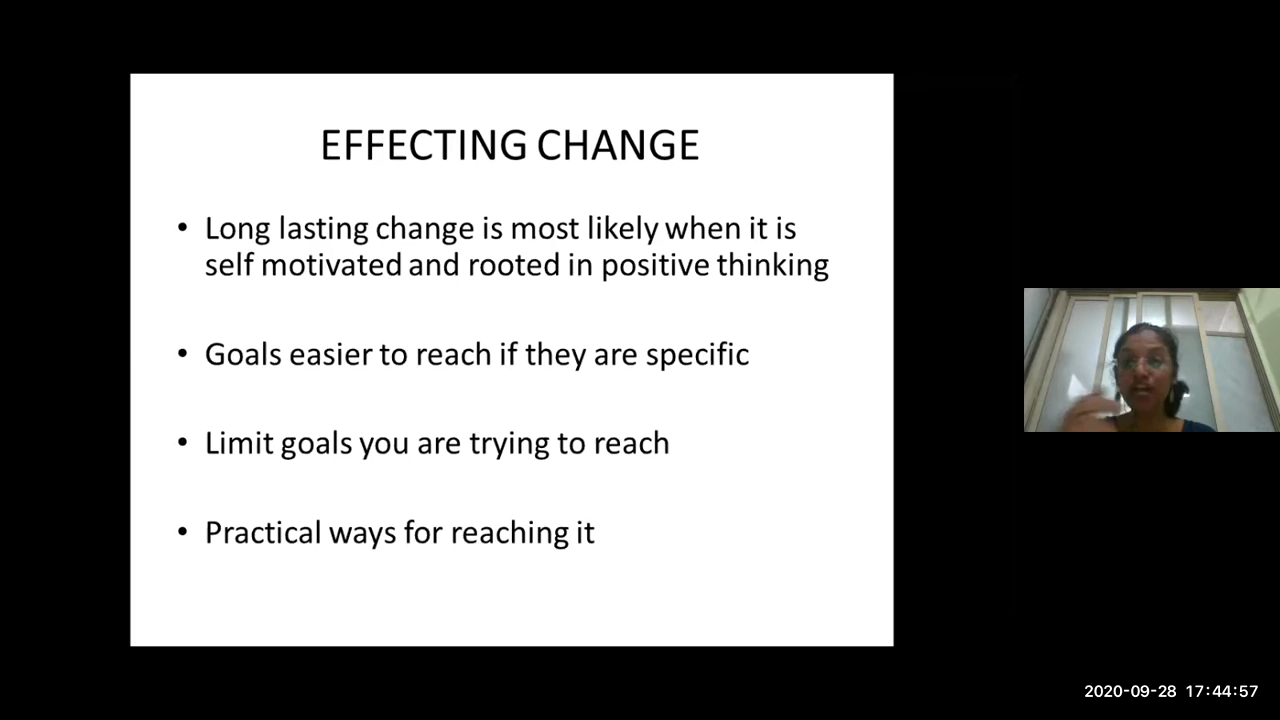 EFFECTING CHANGE
• Long lasting change is most likely when it is
self motivated and rooted in positive thinking
• Goals easier to reach if they are specific
• Limit goals you are trying to reach
• Practical ways for reaching it
2020-09-28 17:44:57